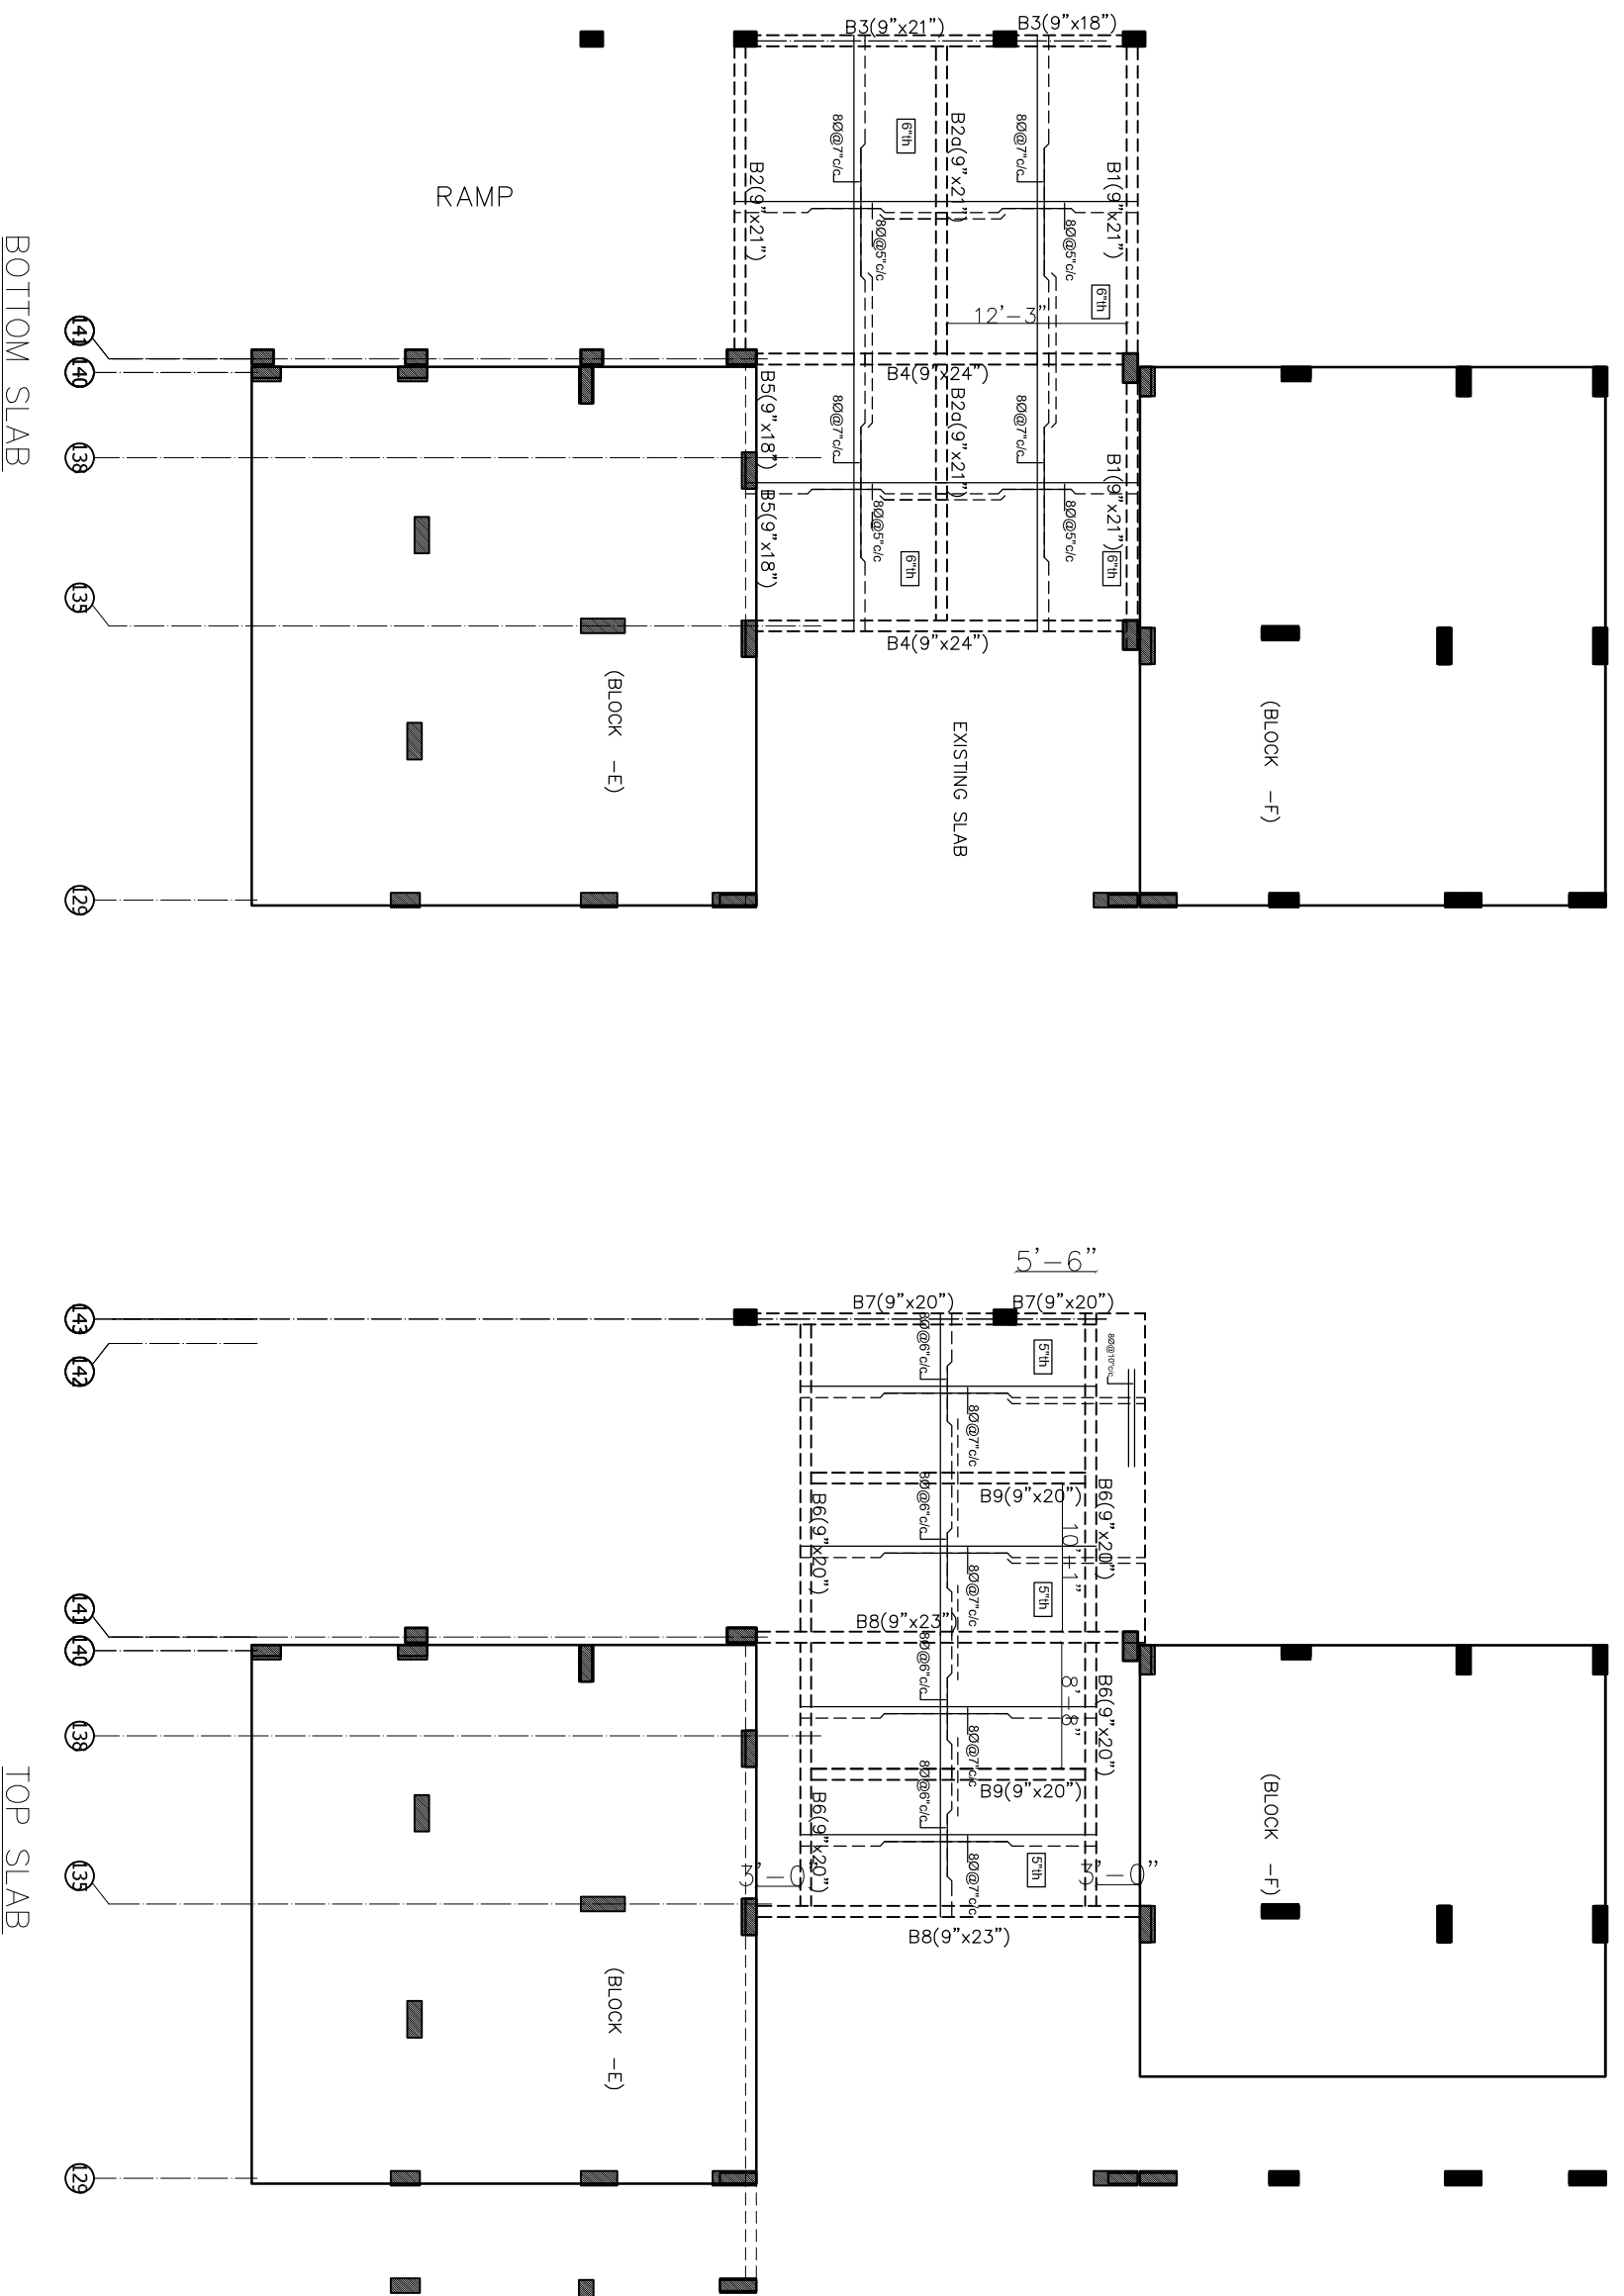 B3(9"x21")
B3(9"x18")
8Ø@7"c/c
6"th
B2a(9"x21")
8Ø@7"c/c
B1(9"x21")
B2(9"x21")
RAMP
8Ø@5"c/c
8Ø@5"c/c
6"th
12'-3"
BOTTOM SLAB
141
140
B4(9"x24")
B5(9"x18")
8Ø@7"c/c
B2a(9"x21")
8Ø@7"c/c
138
B1(9"x21")
B5(9"x18")
8Ø@5"c/c
8Ø@5"c/c
6"th
6"th
135
B4(9"x24")
(BLOCK -E)
(BLOCK -F)
EXISTING SLAB
129
5'-6"
B7(9"x20")
B7(9"x20")
143
142
8Ø@6"c/c
5"th
8Ø@10"c/c
8Ø@7"c/c
8Ø@6"c/c
B9(9"x20")
B6(9"x20")
B6(9"x20")
10'-1"
8Ø@7"c/c
5"th
141
140
B8(9"x23")
8Ø@6"c/c
8'-8"
B6(9"x20")
138
8Ø@7"c/c
8Ø@6"c/c
B9(9"x20")
B6(9"x20")
TOP SLAB
(BLOCK -F)
135
3'-0"
8Ø@7"c/c
5"th
3'-0"
B8(9"x23")
(BLOCK -E)
129